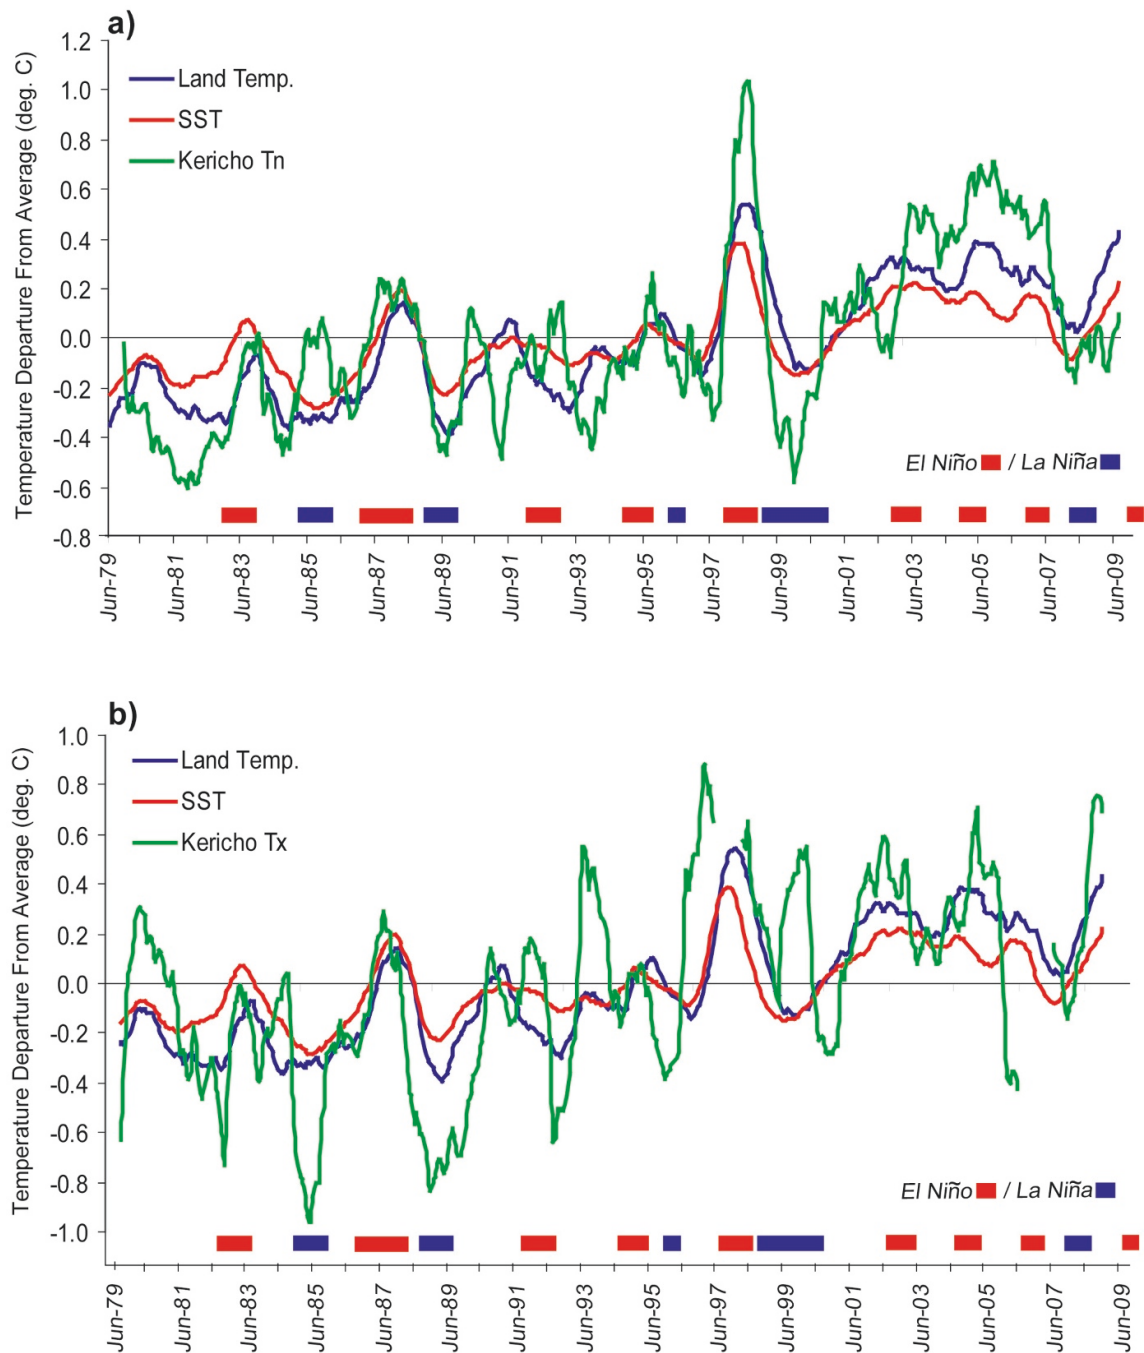 a)
Temperature Departure From Average (deg. C)
1.2
1.0
0.8
0.6
0.4
0.2
0.0
-0.2
-0.4
-0.6
-0.8
Land Temp.
SST
Kericho Tn
El Niño / La Niña
Jun-79
Jun-81
Jun-83
Jun-85
Jun-87
Jun-89
Jun-91
Jun-93
Jun-95
Jun-97
Jun-99
Jun-01
Jun-03
Jun-05
Jun-07
Jun-09
b)
Temperature Departure From Average (deg. C)
1.0
0.8
0.6
0.4
0.2
0.0
-0.2
-0.4
-0.6
-0.8
-1.0
Land Temp.
SST
Kericho Tx
El Niño / La Niña
Jun-79
Jun-81
Jun-83
Jun-85
Jun-87
Jun-89
Jun-91
Jun-93
Jun-95
Jun-97
Jun-99
Jun-01
Jun-03
Jun-05
Jun-07
Jun-09